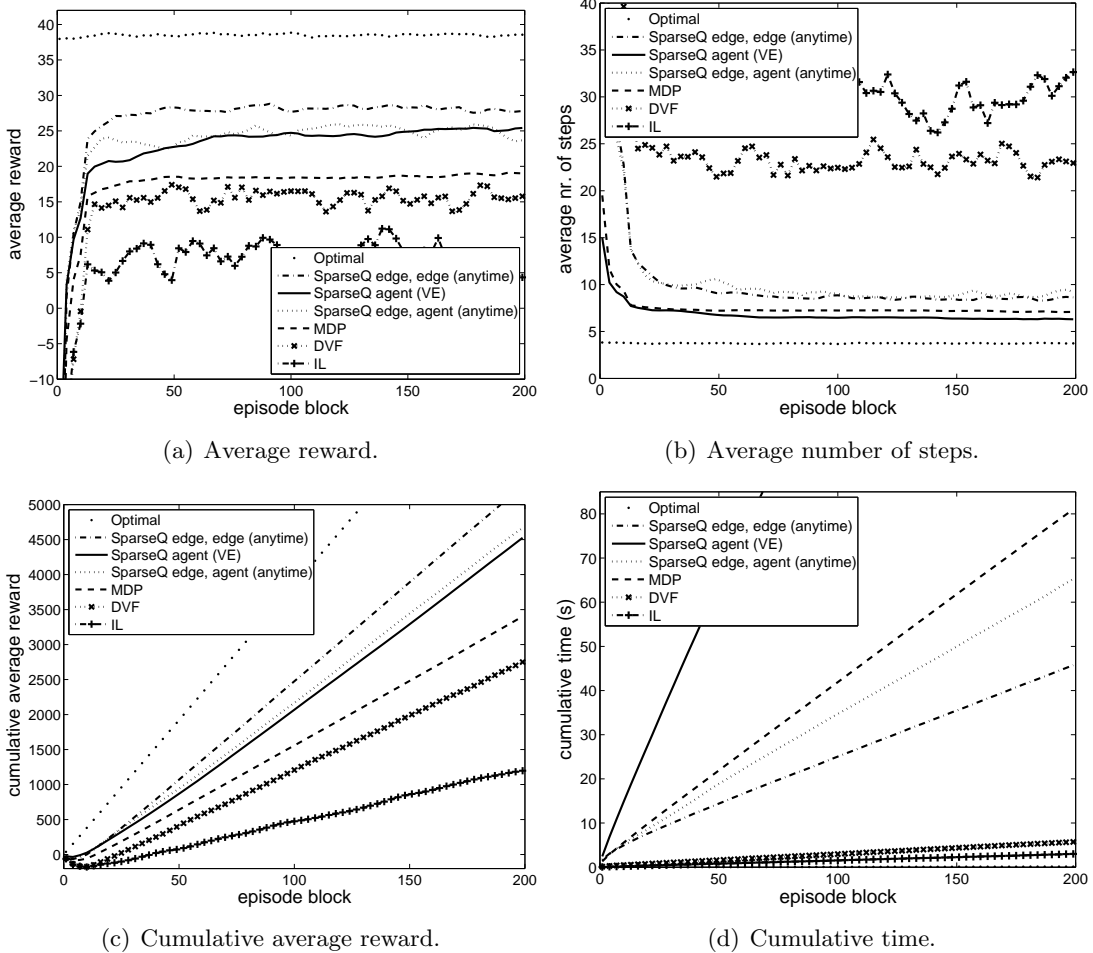 40
35
30
25
20
15
10
5
0
−5
−10
average reward
Optimal
SparseQ edge, edge (anytime)
SparseQ agent (VE)
SparseQ edge, agent (anytime)
MDP
DVF
IL
0 50 100 150 200
episode block
(a) Average reward.
40
35
30
25
20
15
10
5
0
average nr. of steps
Optimal
SparseQ edge, edge (anytime)
SparseQ agent (VE)
SparseQ edge, agent (anytime)
MDP
DVF
IL
0 50 100 150 200
episode block
(b) Average number of steps.
5000
4500
4000
3500
3000
2500
2000
1500
1000
500
0
cumulative average reward
Optimal
SparseQ edge, edge (anytime)
SparseQ agent (VE)
SparseQ edge, agent (anytime)
MDP
DVF
IL
0 50 100 150 200
episode block
(c) Cumulative average reward.
80
70
60
50
40
30
20
10
0
cumulative time (s)
Optimal
SparseQ edge, edge (anytime)
SparseQ agent (VE)
SparseQ edge, agent (anytime)
MDP
DVF
IL
0 50 100 150 200
episode block
(d) Cumulative time.